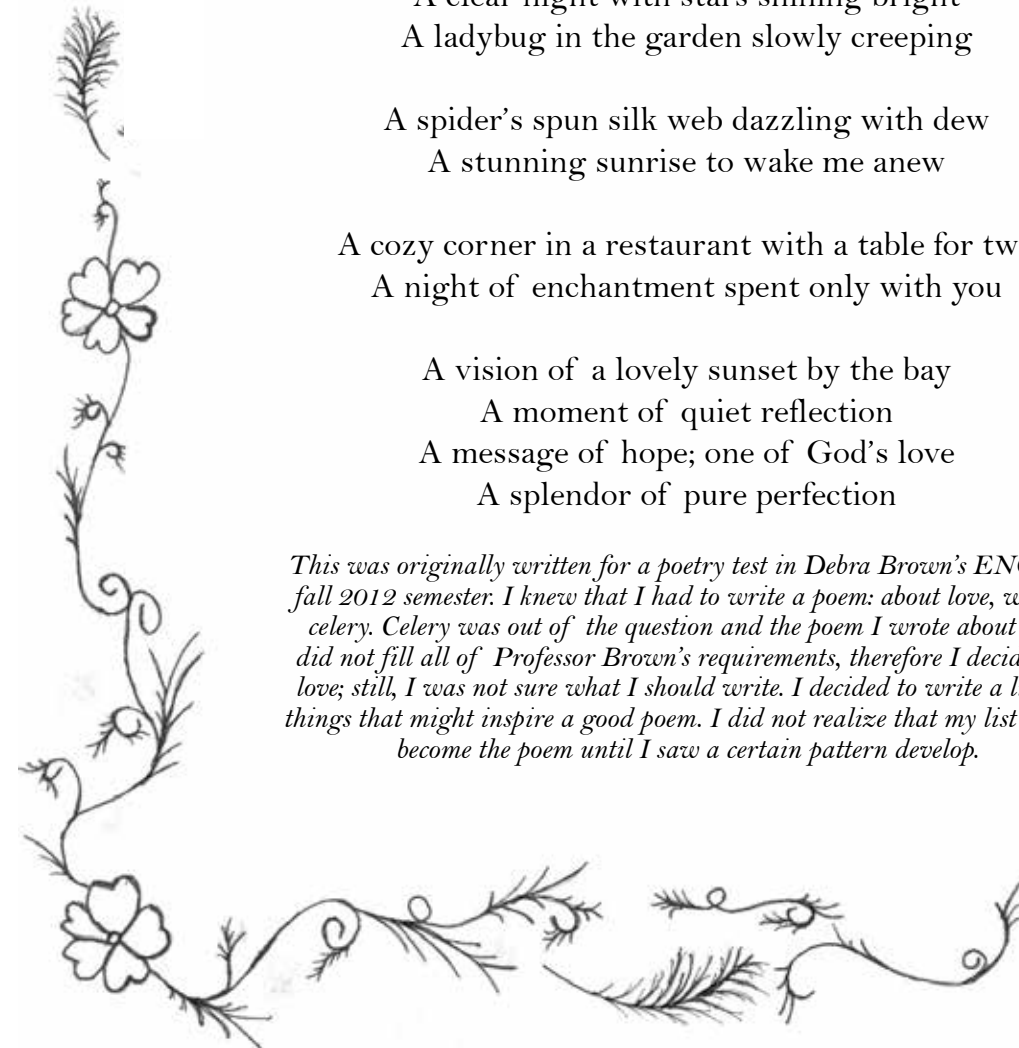 A clear night with stars shining bright
A ladybug in the garden slowly creeping
A spider's spun silk web dazzling with dew
A stunning sunrise to wake me anew
A cozy corner in a restaurant with a table for
A night of enchantment spent only with you
A vision of a lovely sunset by the bay
A moment of quiet reflection
A message of hope; one of God's love
A splendor of pure perfection
This was originally written for a poetry test in Debra Brown's
fall 2012 semester. I knew that I had to write a poem: about love,
celery. Celery was out of the question and the poem I wrote about
did not fill all of Professor Brown's requirements, therefore I
love; still, I was not sure what I should write. I decided to write a
things that might inspire a good poem. I did not realize that my list
become the poem until I saw a certain pattern develop.